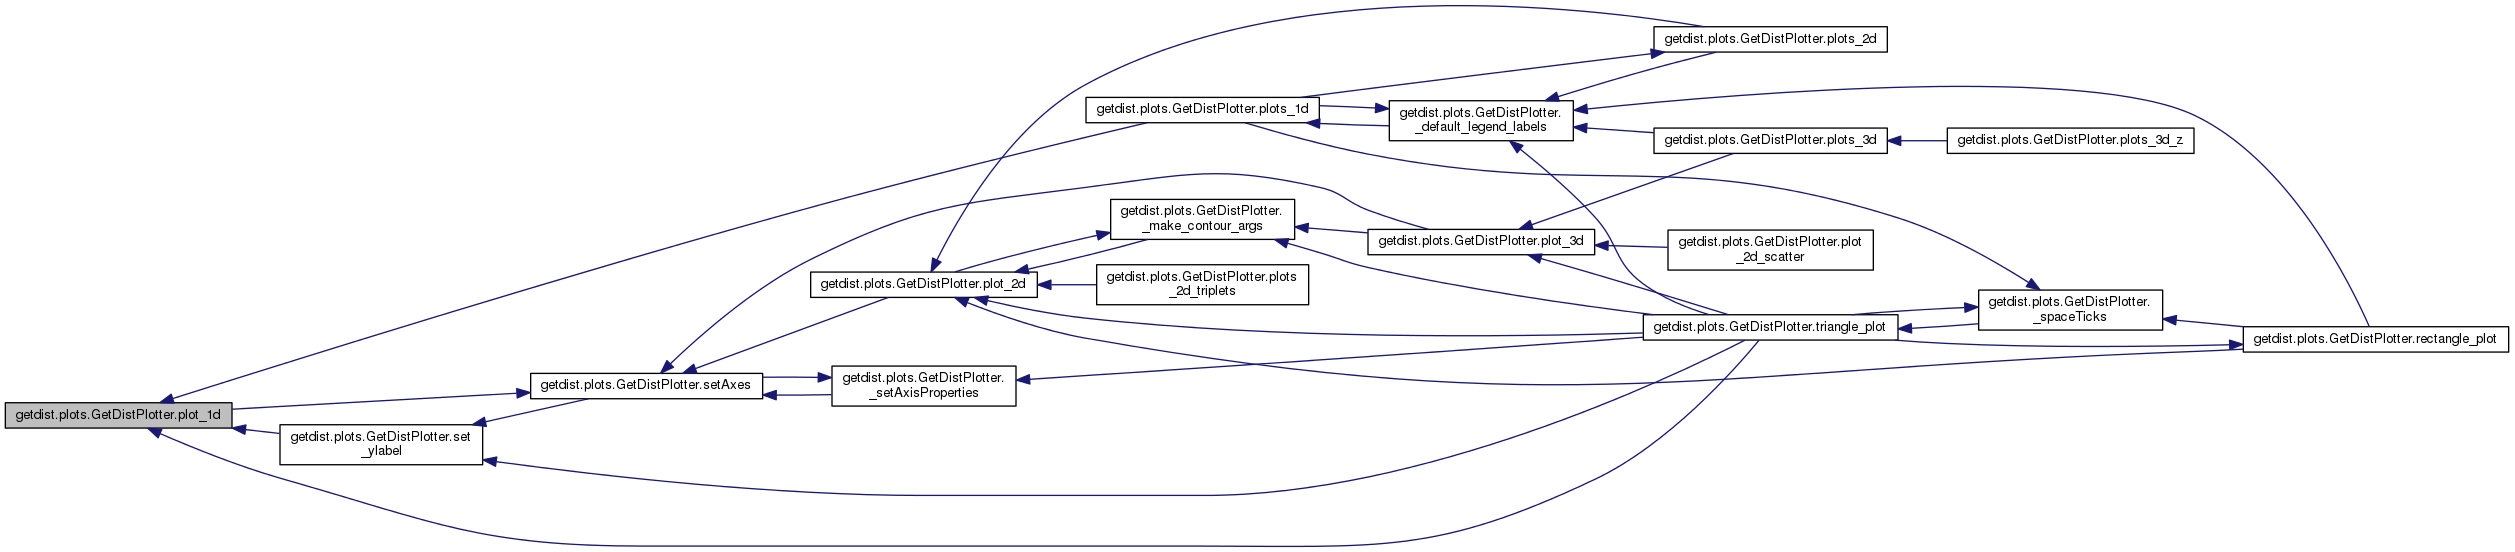 getdist.plots.GetDistPlotter.plots_2d
getdist.plots.GetDistPlotter.plots_1d
getdist.plots.GetDistPlotter.
_default_legend_labels
getdist.plots.GetDistPlotter.plots_3d
getdist.plots.GetDistPlotter.plots_3d_z
getdist.plots.GetDistPlotter.
_make_contour_args
getdist.plots.GetDistPlotter.plot_3d
getdist.plots.GetDistPlotter.plot
_2d_scatter
getdist.plots.GetDistPlotter.plot_2d
getdist.plots.GetDistPlotter.plots
_2d_triplets
getdist.plots.GetDistPlotter.triangle_plot
getdist.plots.GetDistPlotter.
_spaceTicks
getdist.plots.GetDistPlotter.rectangle_plot
getdist.plots.GetDistPlotter.setAxes
getdist.plots.GetDistPlotter.
_setAxisProperties
getdist.plots.GetDistPlotter.plot_1d
getdist.plots.GetDistPlotter.set
_ylabel